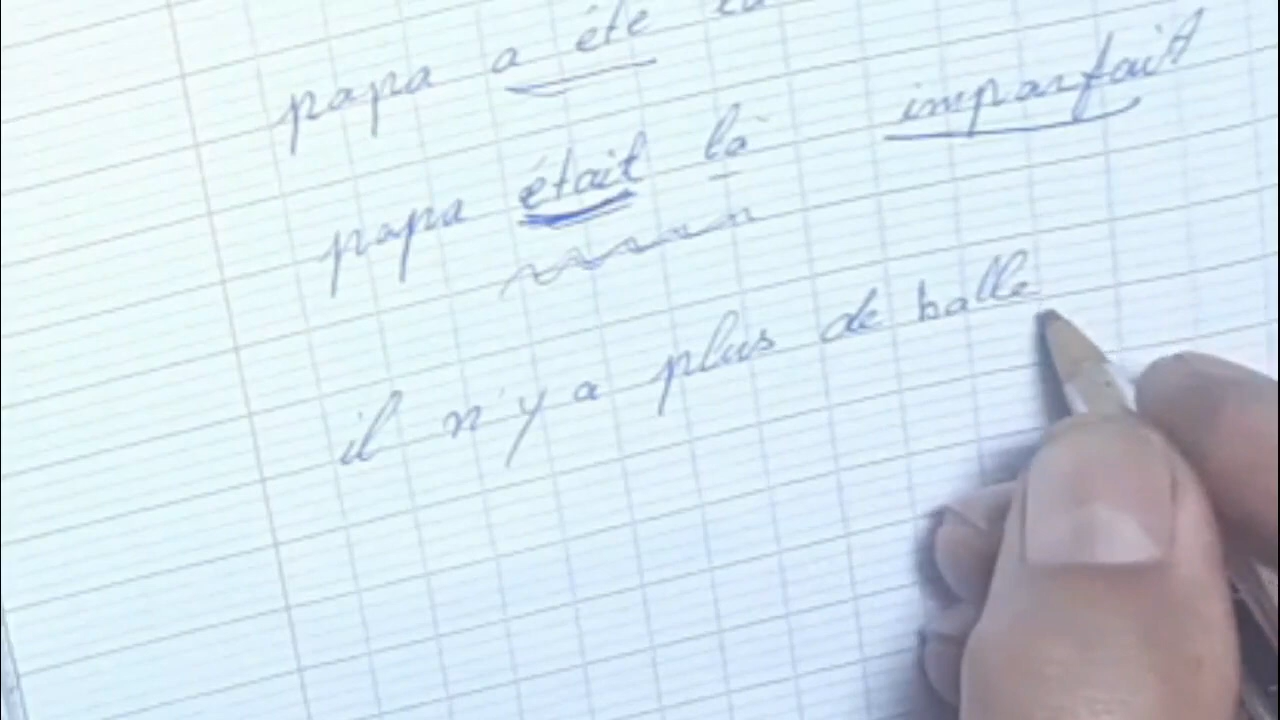 papa a été
papa était là imparfait
il n'y a plus de balle